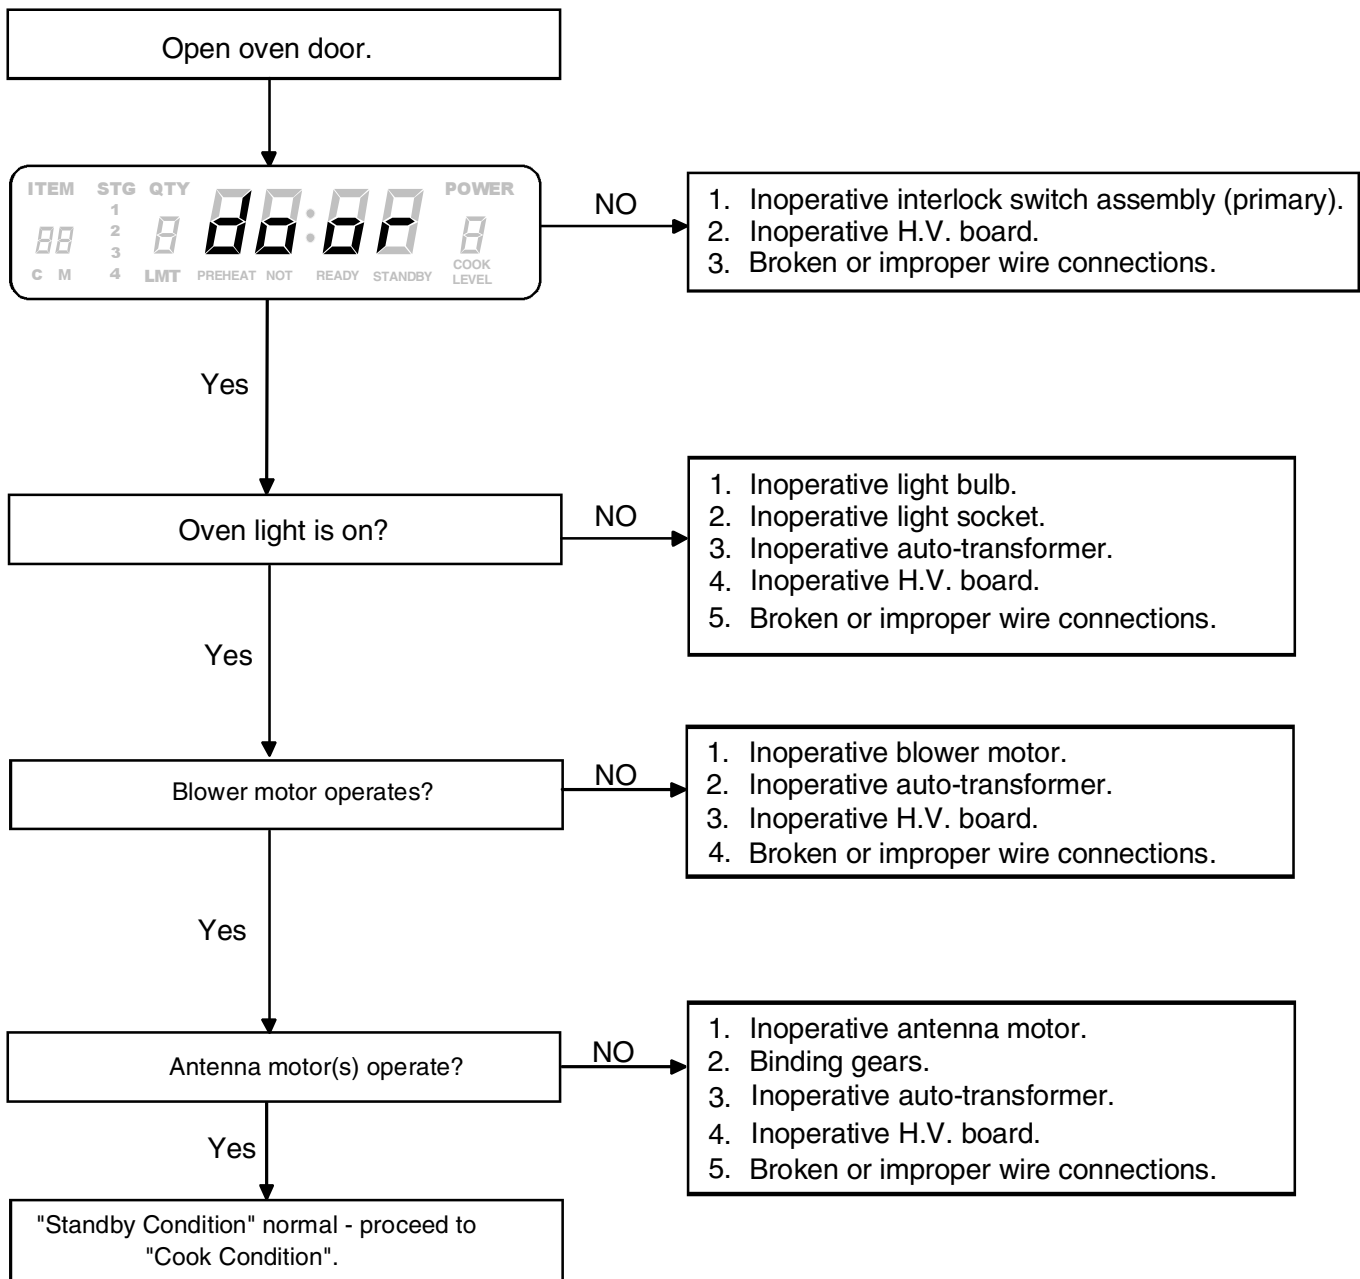 Open oven door.
ITEM STG QTY do:or POWER
1
88 2 8 8
3
C M 4 LMT PREHEAT NOT READY STANDBY COOK
LEVEL
NO
1. Inoperative interlock switch assembly (primary).
2. Inoperative H.V. board.
3. Broken or improper wire connections.
Yes
Oven light is on?
NO
1. Inoperative light bulb.
2. Inoperative light socket.
3. Inoperative auto-transformer.
4. Inoperative H.V. board.
5. Broken or improper wire connections.
Yes
Blower motor operates?
NO
1. Inoperative blower motor.
2. Inoperative auto-transformer.
3. Inoperative H.V. board.
4. Broken or improper wire connections.
Yes
Antenna motor(s) operate?
NO
1. Inoperative antenna motor.
2. Binding gears.
3. Inoperative auto-transformer.
4. Inoperative H.V. board.
5. Broken or improper wire connections.
Yes
"Standby Condition" normal - proceed to
"Cook Condition".